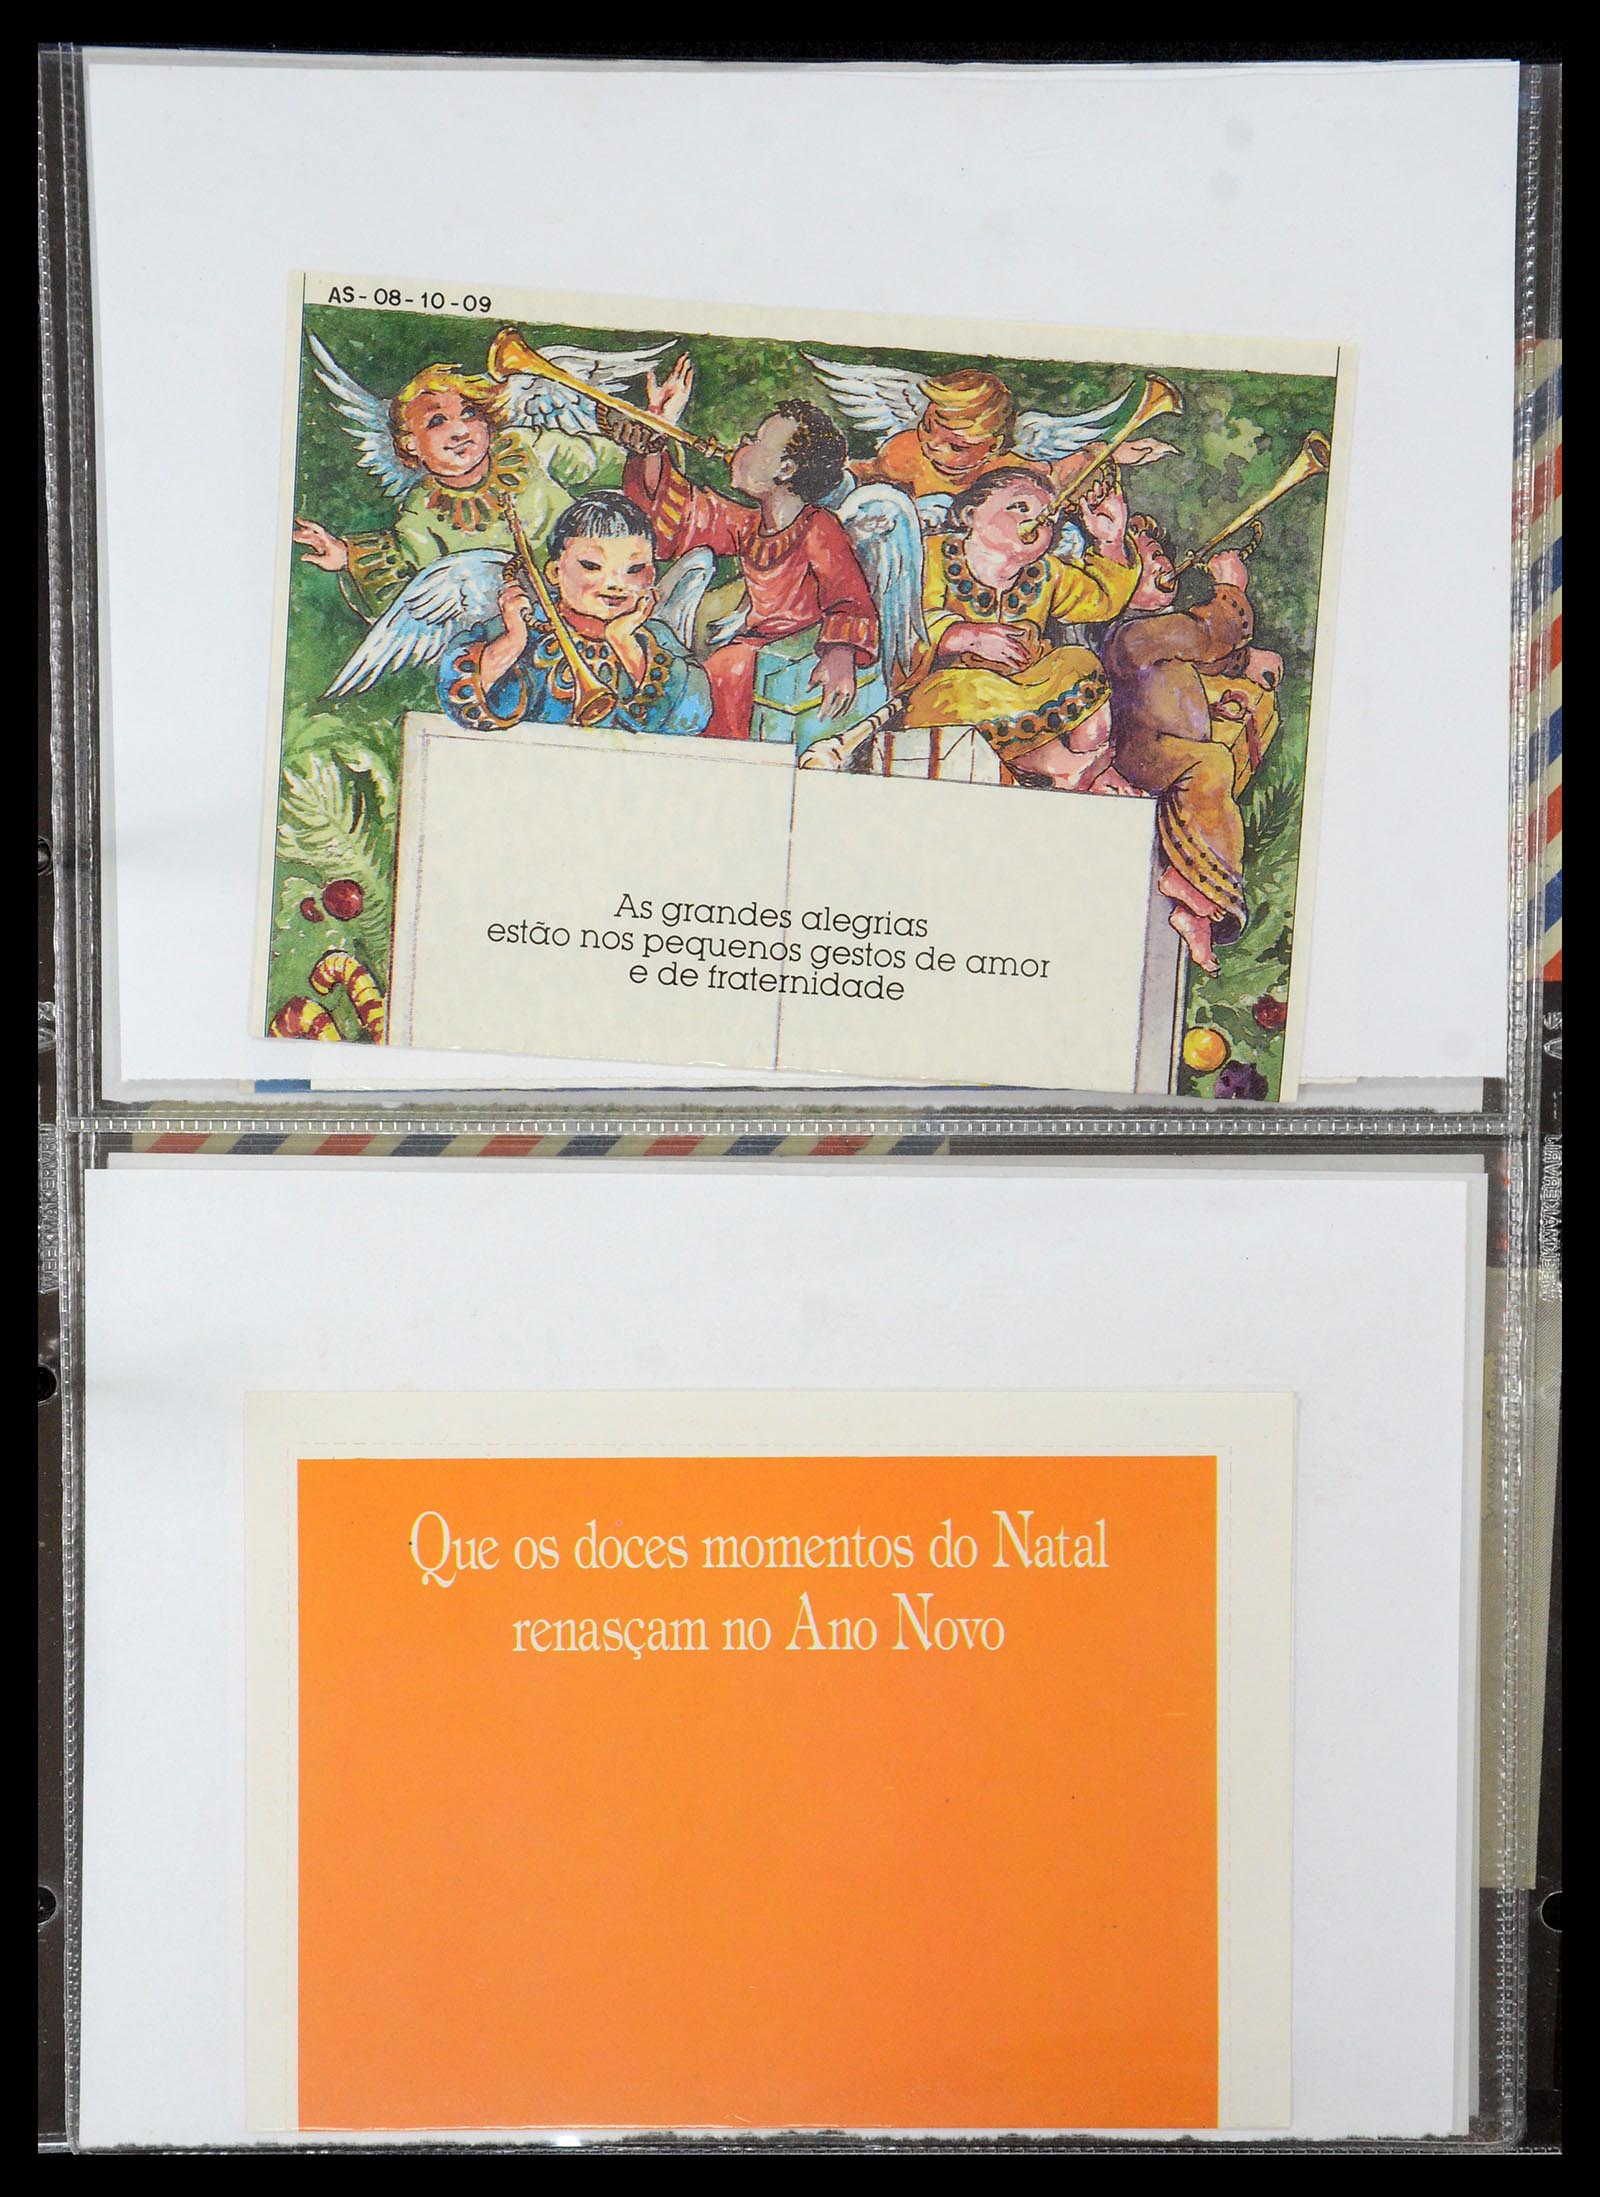 AS-08-10-09
As grandes alegrias
estão nos pequenos gestos de amor
e de fraternidade
Que os doces momentos do Natal
renasçam no Ano Novo